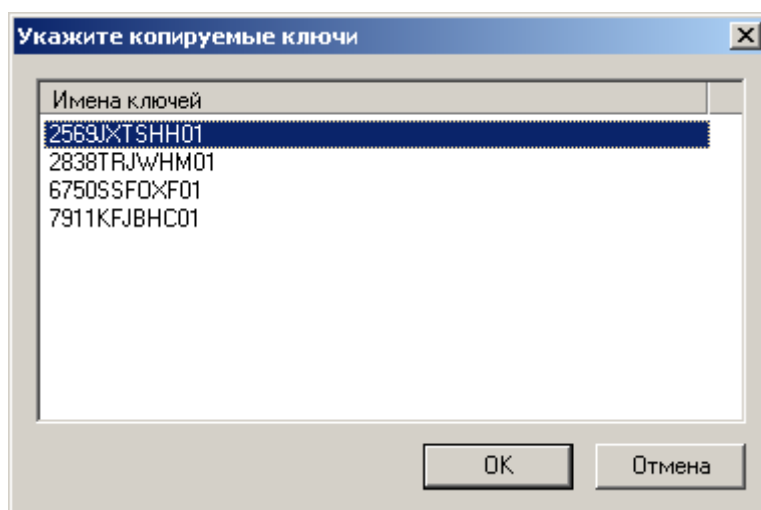 Укажите копируемые ключи
Имена ключей
2569JXTSHH01
2838TRJWHM01
6750SSFOXF01
7911KFJBHC01
OK
Отмена